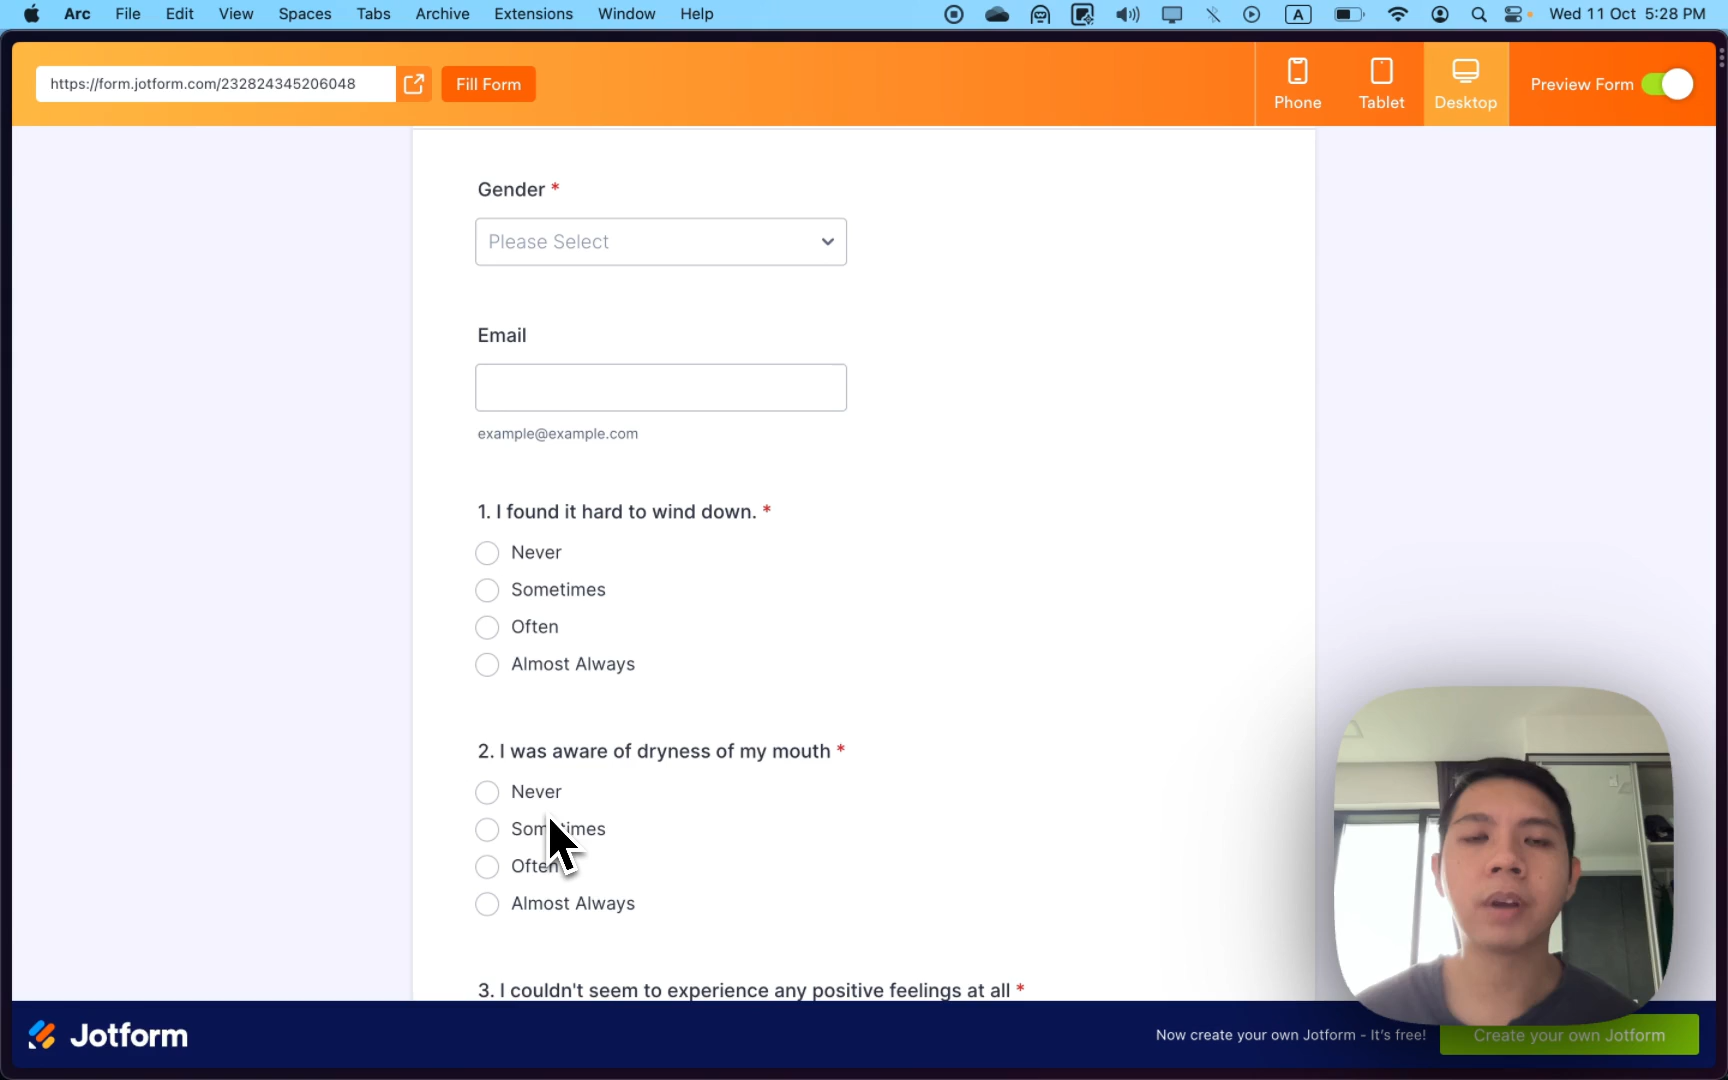 Arc File Edit View Spaces Tabs Archive Extensions Window Help A Wed 11 Oct 5:28 PM
https://form.jotform.com/232824345206048
Fill Form
Phone
Tablet
Desktop
Preview Form
Gender *
Please Select
Email
example@example.com
1. I found it hard to wind down. *
Never
Sometimes
Often
Almost Always
2. I was aware of dryness of my mouth *
Never
Sometimes
Often
Almost Always
3. I couldn't seem to experience any positive feelings at all *
Jotform
Now create your own Jotform - It's free!
Create your own Jotform